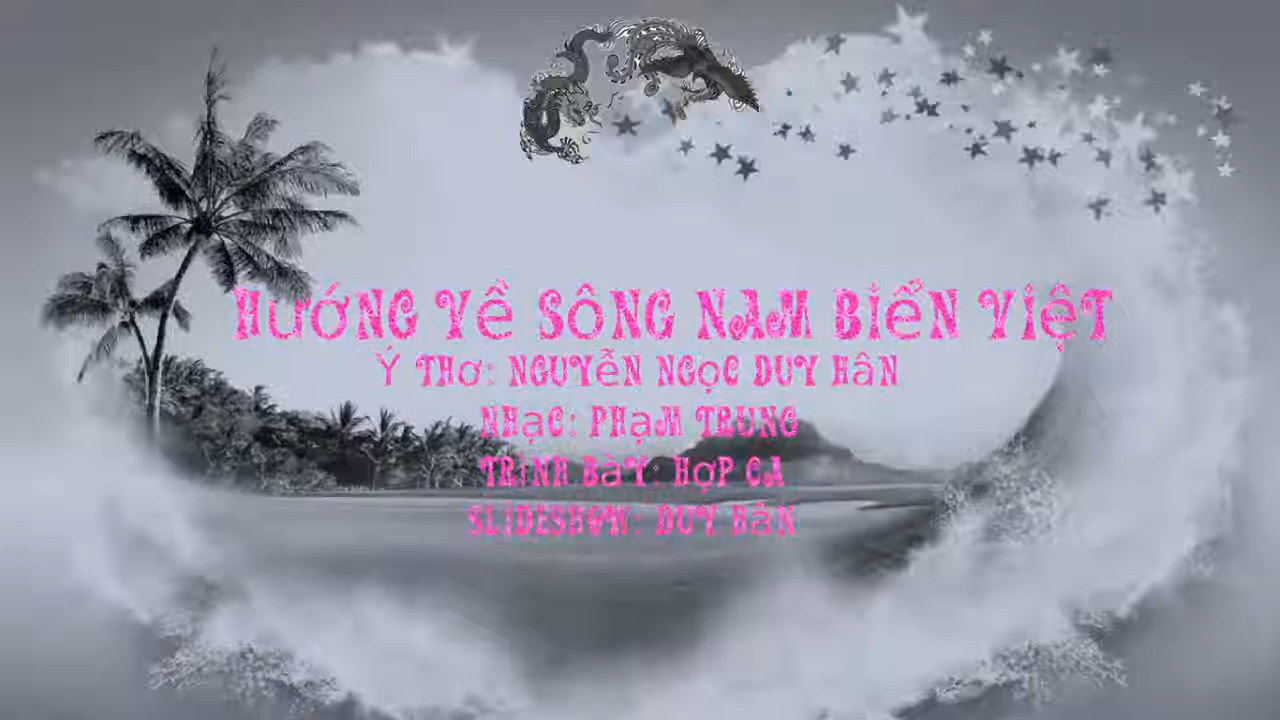 HƯỚNG VỀ SÔNG NAM BIỂN VIỆT
Ý THƠ: NGUYỄN NGỌC DUY HÂN
NHẠC: PHẠM TRUNG
TRÌNH BÀY: HỢP CA
SLIDESHOW: DUY HÂN